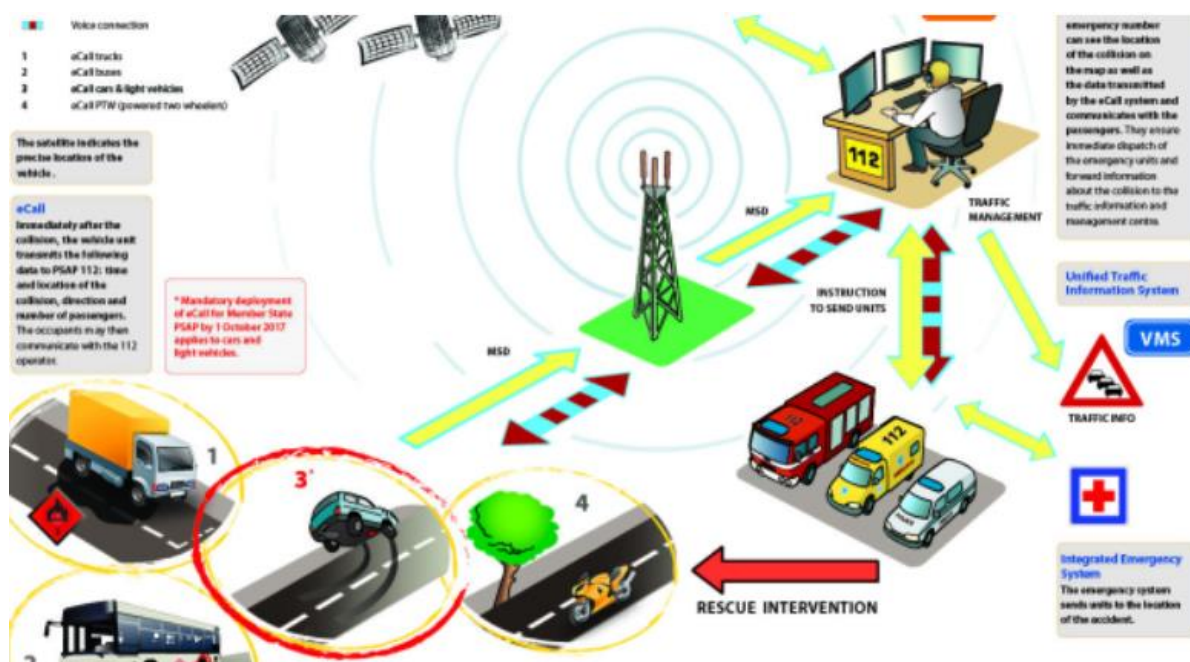 Voice connection
1 eCall trucks
2 eCall buses
3 eCall cars & light vehicles
4 eCall PTW (powered two wheelers)
The satellite indicates the
precise location of the
vehicle.
eCall
Immediately after the
collision, the vehicle unit
transmits the following
data to PSAP 112: time
and location of the
collision, direction and
number of passengers.
The occupants may then
communicate with the 112
operator.
* Mandatory deployment
of eCall for Member State
PSAP by 1 October 2017
applies to cars and
light vehicles.
MSD
MSD
112
TRAFFIC
MANAGEMENT
INSTRUCTION
TO SEND UNITS
emergency number
can see the location
of the collision on
the map as well as
the data transmitted
by the eCall system and
communicates with the
passengers. They ensure
immediate dispatch of
the emergency units and
forward information
about the collision to the
traffic information and
management centre.
Unified Traffic
Information System
VMS
TRAFFIC INFO
112
112
POLICE
1
3*
4
2
RESCUE INTERVENTION
Integrated Emergency
System
The emergency system
sends units to the location
of the accident.